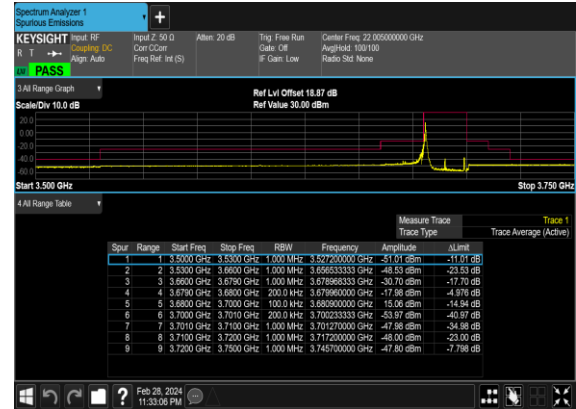 Spectrum Analyzer 1
Spurious Emissions
+
KEYSIGHT Input: RF Input Z: 50 Ω Atten: 20 dB Trig: Free Run Center Freq: 22.005000000 GHz
R T Coupling: DC Corr CCorr Gate: Off Avg|Hold: 100/100
Align: Auto Freq Ref: Int (S) IF Gain: Low Radio Std: None
PASS
3 All Range Graph
Ref Lvl Offset 18.87 dB
Scale/Div 10.0 dB Ref Value 30.00 dBm
20.0
0.00
-20.0
-40.0
-60.0
Start 3.500 GHz Stop 3.750 GHz
4 All Range Table
Measure Trace Trace 1
Trace Type Trace Average (Active)
Spur Range Start Freq Stop Freq RBW Frequency Amplitude ΔLimit
1 1 3.5000 GHz 3.5300 GHz 1.000 MHz 3.527200000 GHz -51.01 dBm -11.01 dB
2 2 3.5300 GHz 3.6600 GHz 1.000 MHz 3.656533333 GHz -48.53 dBm -23.53 dB
3 3 3.6600 GHz 3.6790 GHz 1.000 MHz 3.678968333 GHz -30.70 dBm -17.70 dB
4 4 3.6790 GHz 3.6800 GHz 200.0 kHz 3.679960000 GHz -17.98 dBm -4.976 dB
5 5 3.6800 GHz 3.7000 GHz 100.0 kHz 3.680900000 GHz 15.06 dBm -14.94 dB
6 6 3.7000 GHz 3.7010 GHz 200.0 kHz 3.700233333 GHz -53.97 dBm -40.97 dB
7 7 3.7010 GHz 3.7100 GHz 1.000 MHz 3.701270000 GHz -47.98 dBm -34.98 dB
8 8 3.7100 GHz 3.7200 GHz 1.000 MHz 3.717200000 GHz -48.00 dBm -23.00 dB
9 9 3.7200 GHz 3.7500 GHz 1.000 MHz 3.745700000 GHz -47.80 dBm -7.798 dB
?
Feb 28, 2024
11:33:06 PM